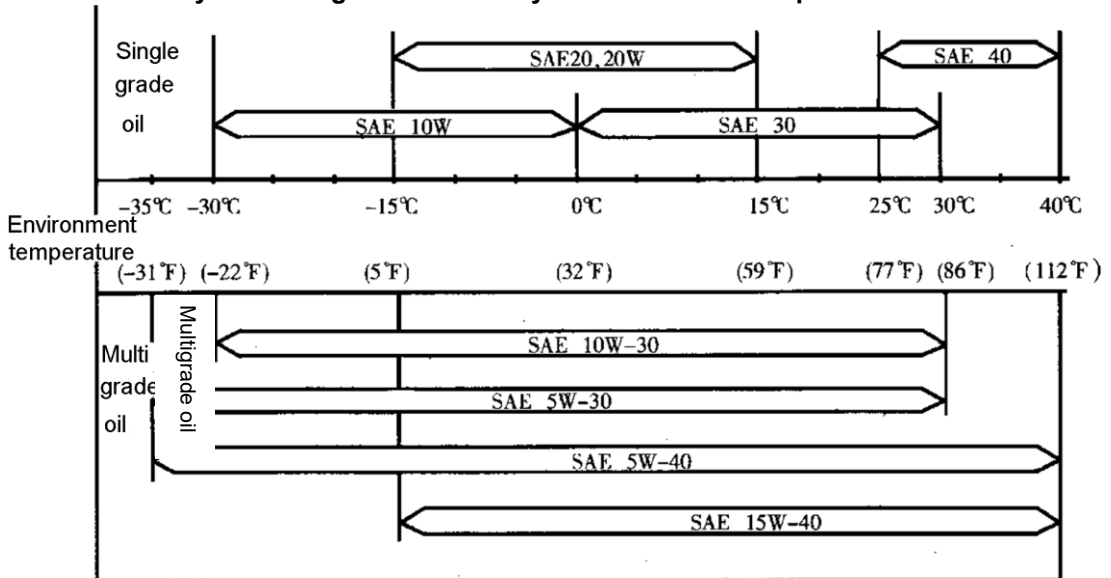 Single
grade
oil
SAE20,20W
SAE 40
SAE 10W
SAE 30
-35℃ -30℃ -15℃ 0℃ 15℃ 25℃ 30℃ 40℃
Environment
temperature
(-31℉) (-22℉) (5℉) (32℉) (59℉) (77℉) (86℉) (112℉)
Multigrade oil
Multi
grade
oil
SAE 10W-30
SAE 5W-30
SAE 5W-40
SAE 15W-40